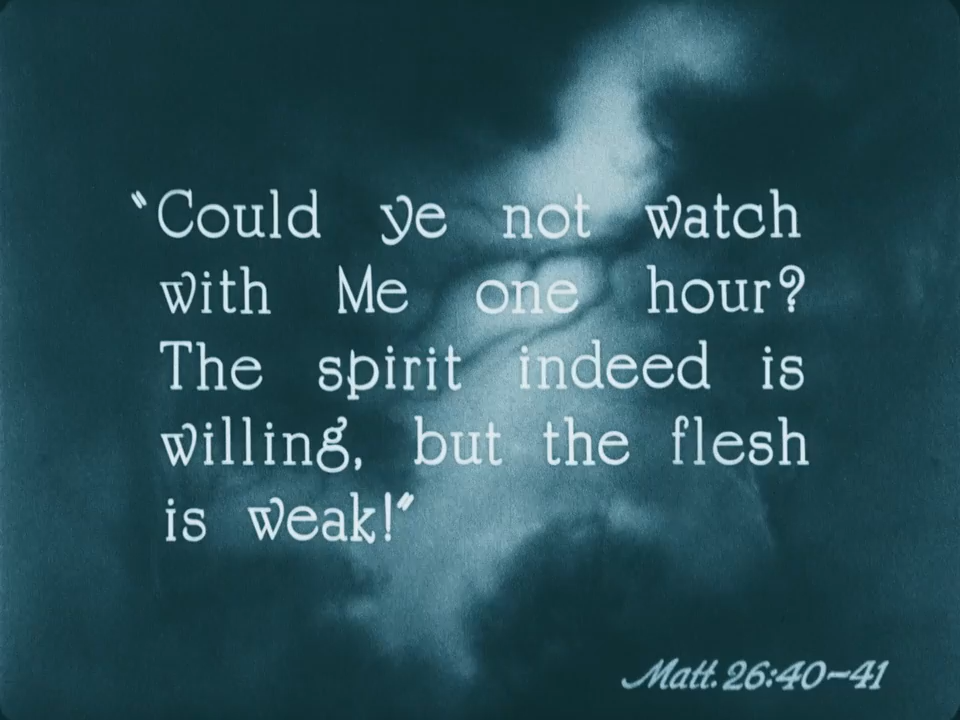 "Could ye not watch
with Me one hour?
The spirit indeed is
willing, but the flesh
is weak!"
Matt. 26:40-41